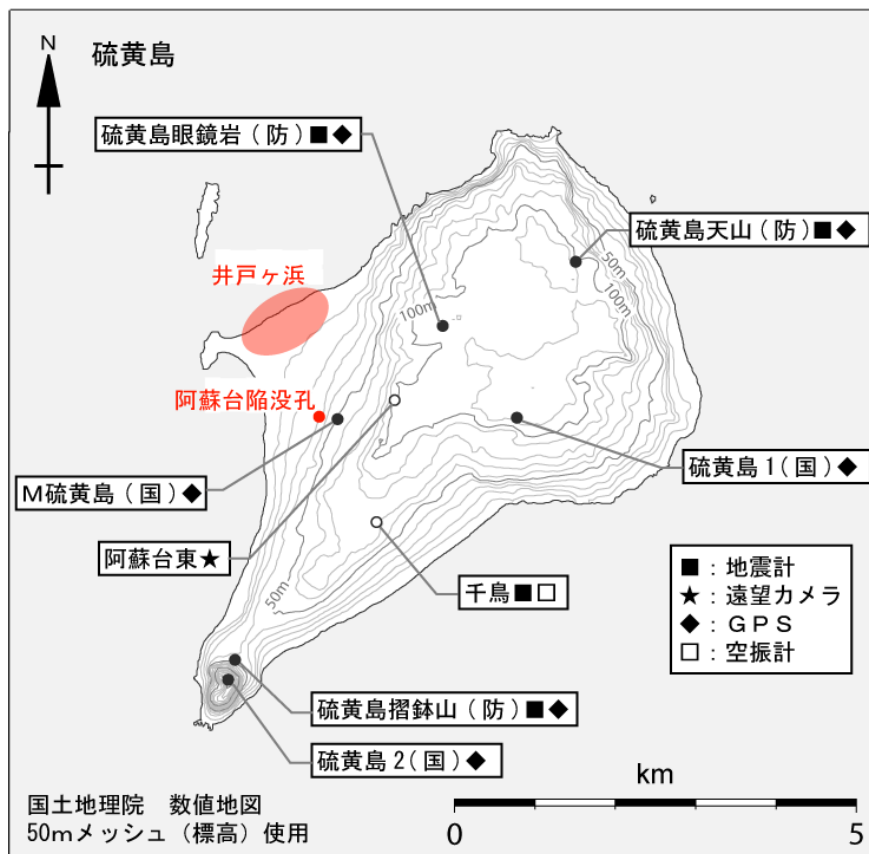 N
硫黄島
硫黄島眼鏡岩(防)■◆
硫黄島天山(防)■◆
50m
100m
井戸ヶ浜
100m
阿蘇台陥没孔
M硫黄島(国)◆
硫黄島1(国)◆
阿蘇台東★
千鳥■□
50m
■:地震計
★:遠望カメラ
◆:GPS
□:空振計
硫黄島摺鉢山(防)■◆
硫黄島2(国)◆
km
国土地理院 数値地図
50mメッシュ(標高)使用
0
5